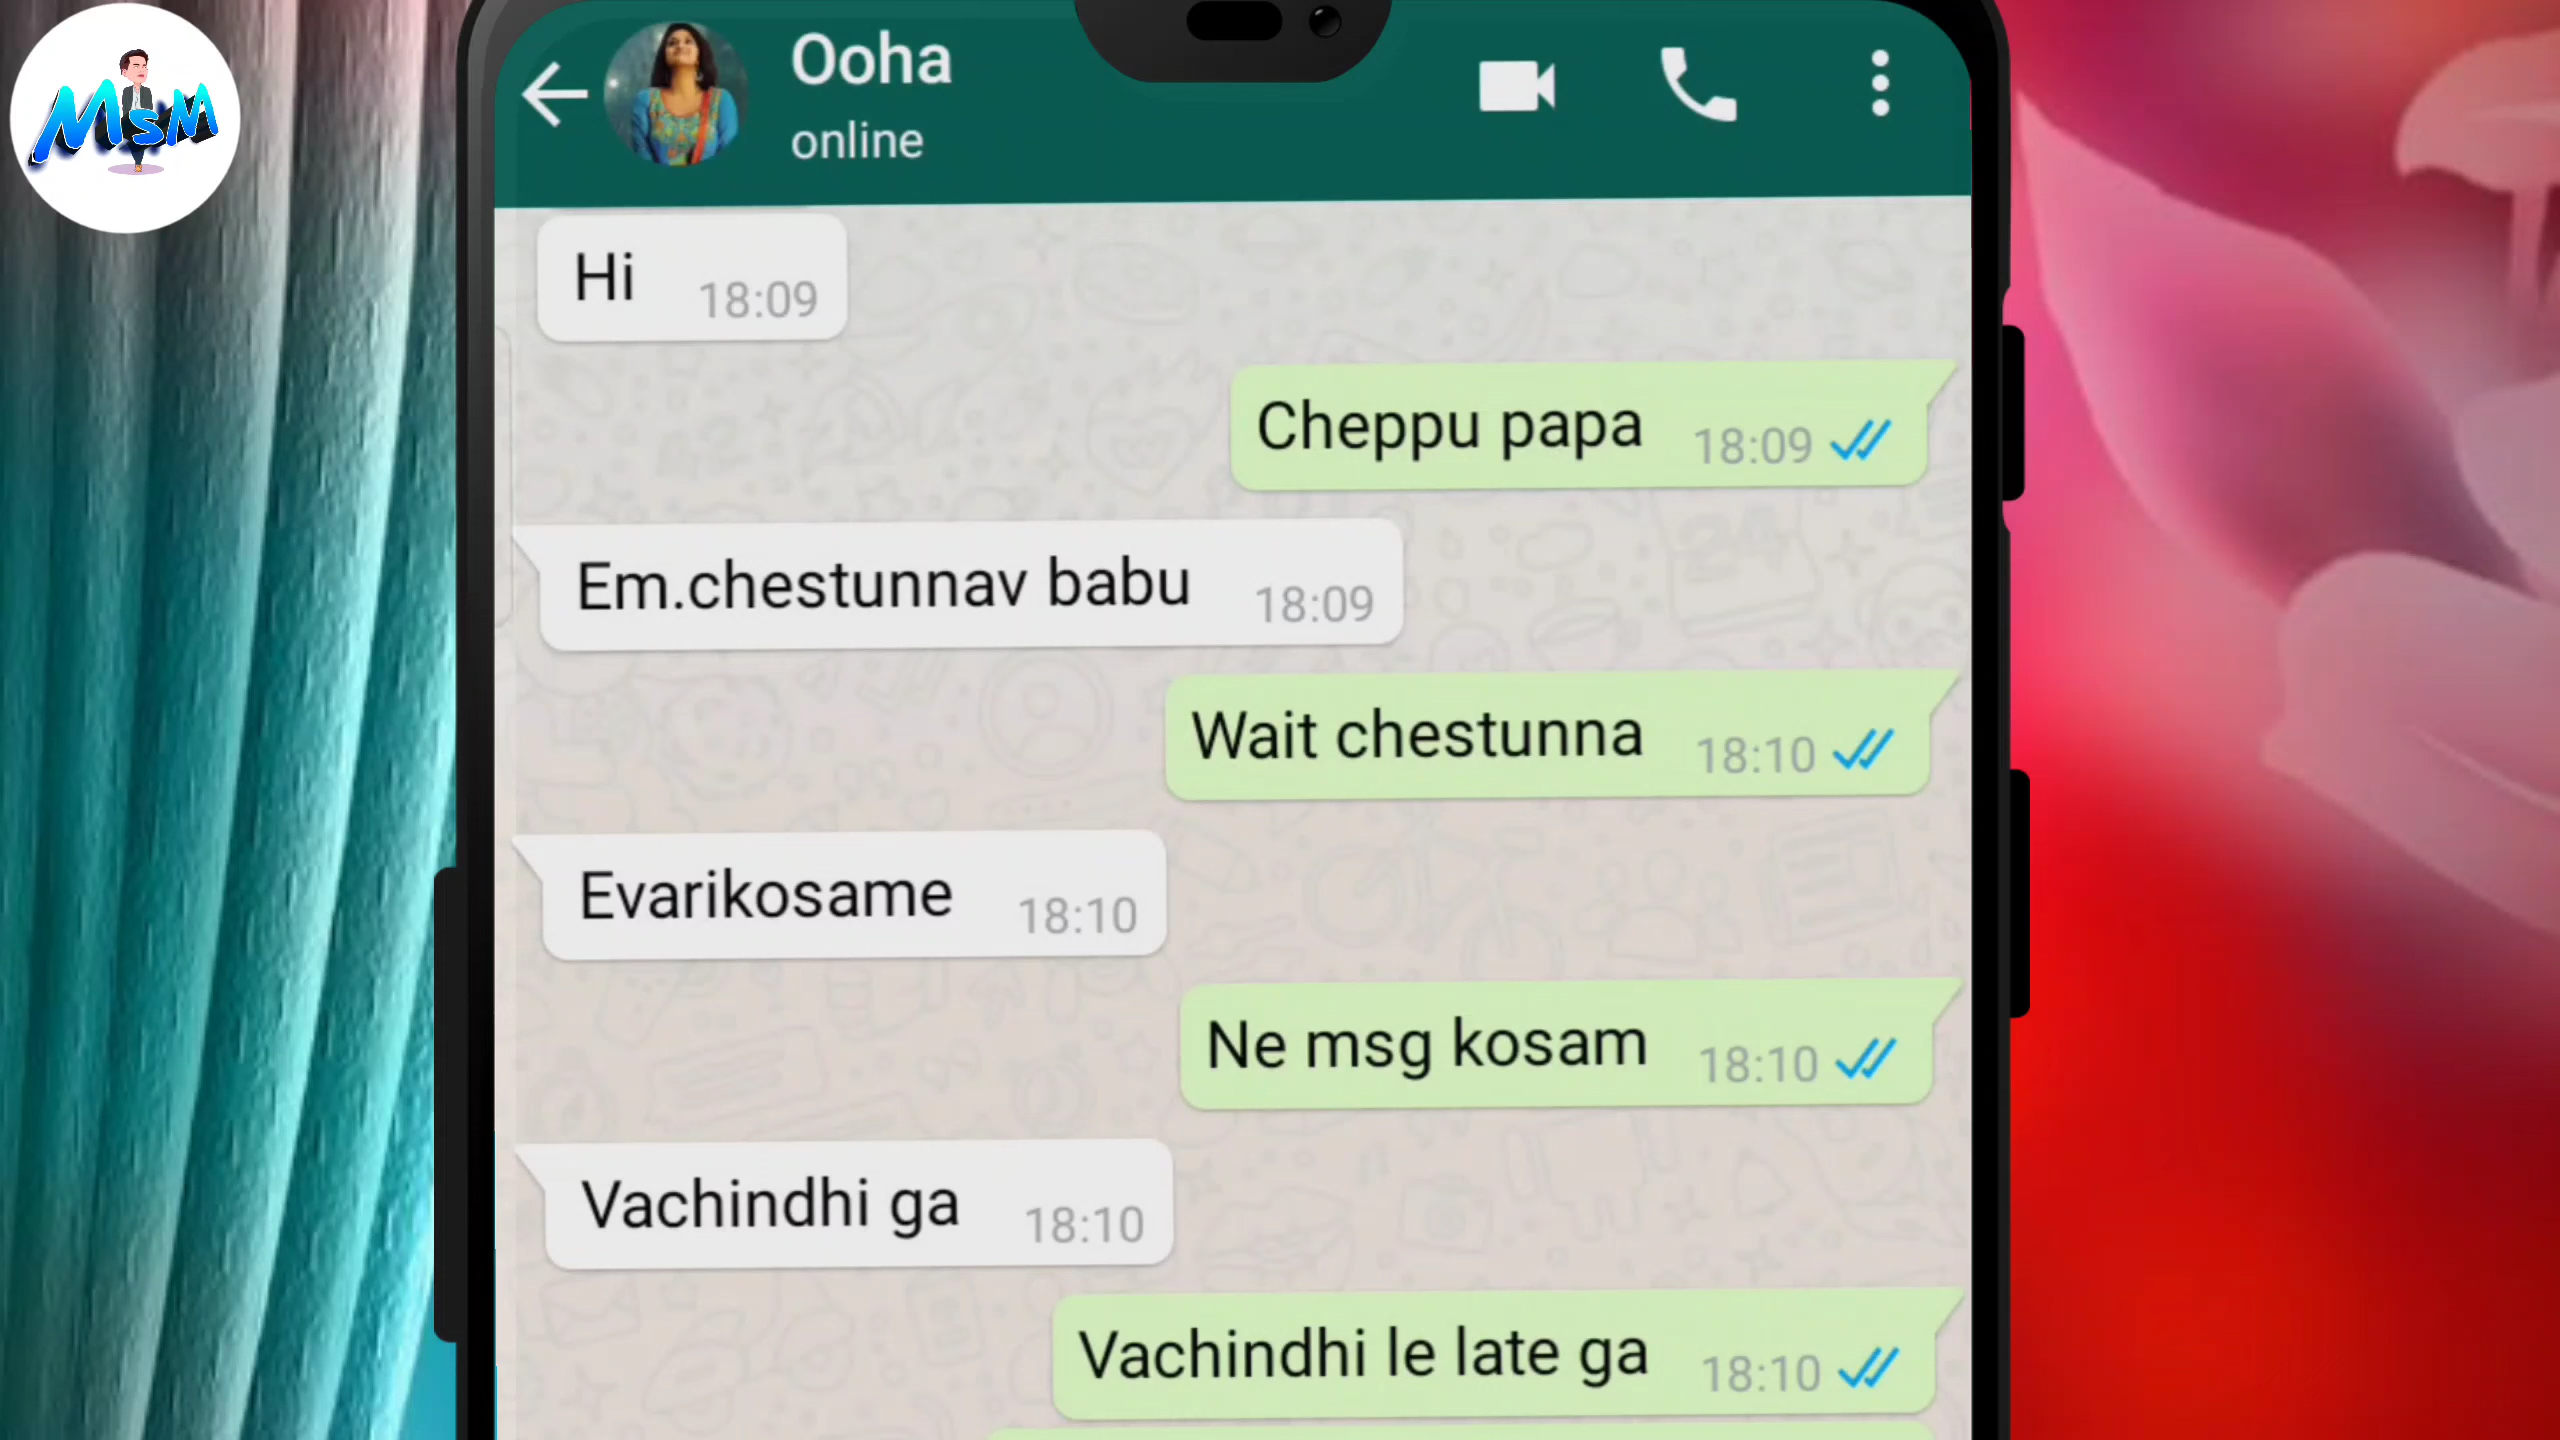 MSM
Ooha
online
Hi 18:09
Cheppu papa 18:09
Em.chestunnav babu 18:09
Wait chestunna 18:10
Evarikosame 18:10
Ne msg kosam 18:10
Vachindhi ga 18:10
Vachindhi le late ga 18:10